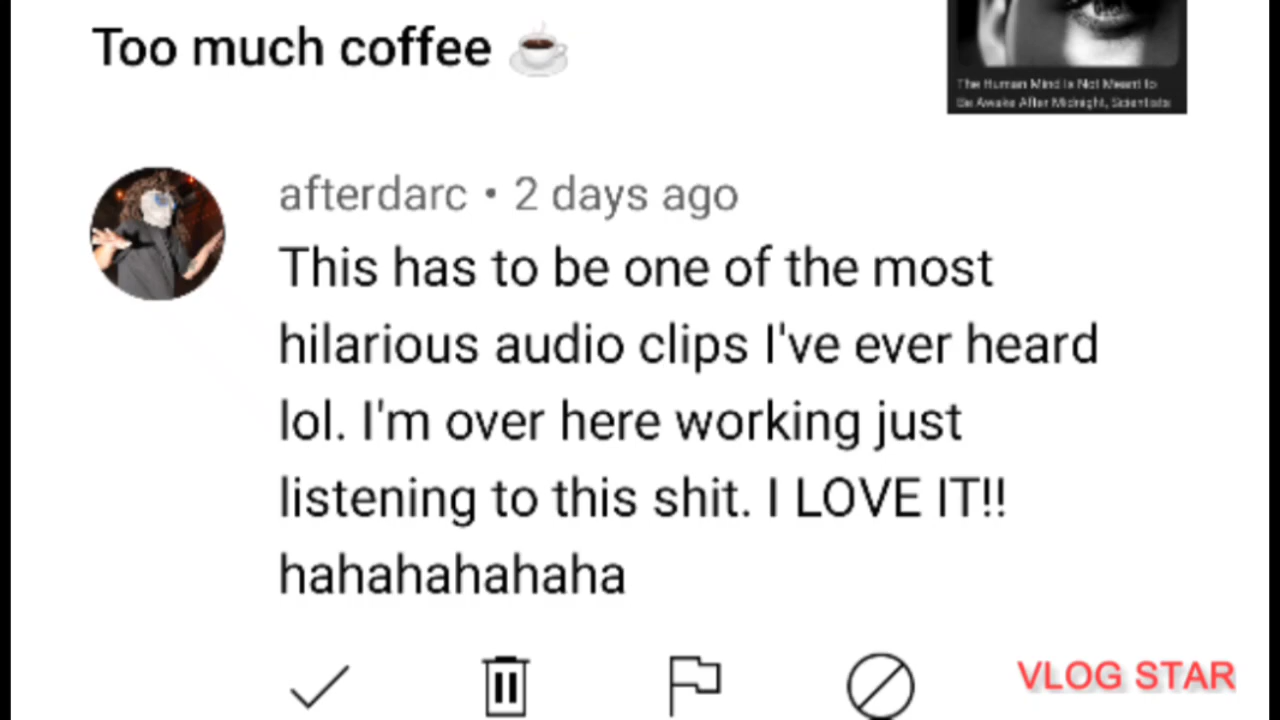 Too much coffee ☕
The Human Mind is Not Meant to
Be Awake After Midnight, Scientists
afterdarc • 2 days ago
This has to be one of the most
hilarious audio clips I've ever heard
lol. I'm over here working just
listening to this shit. I LOVE IT!!
hahahahahaha
VLOG STAR